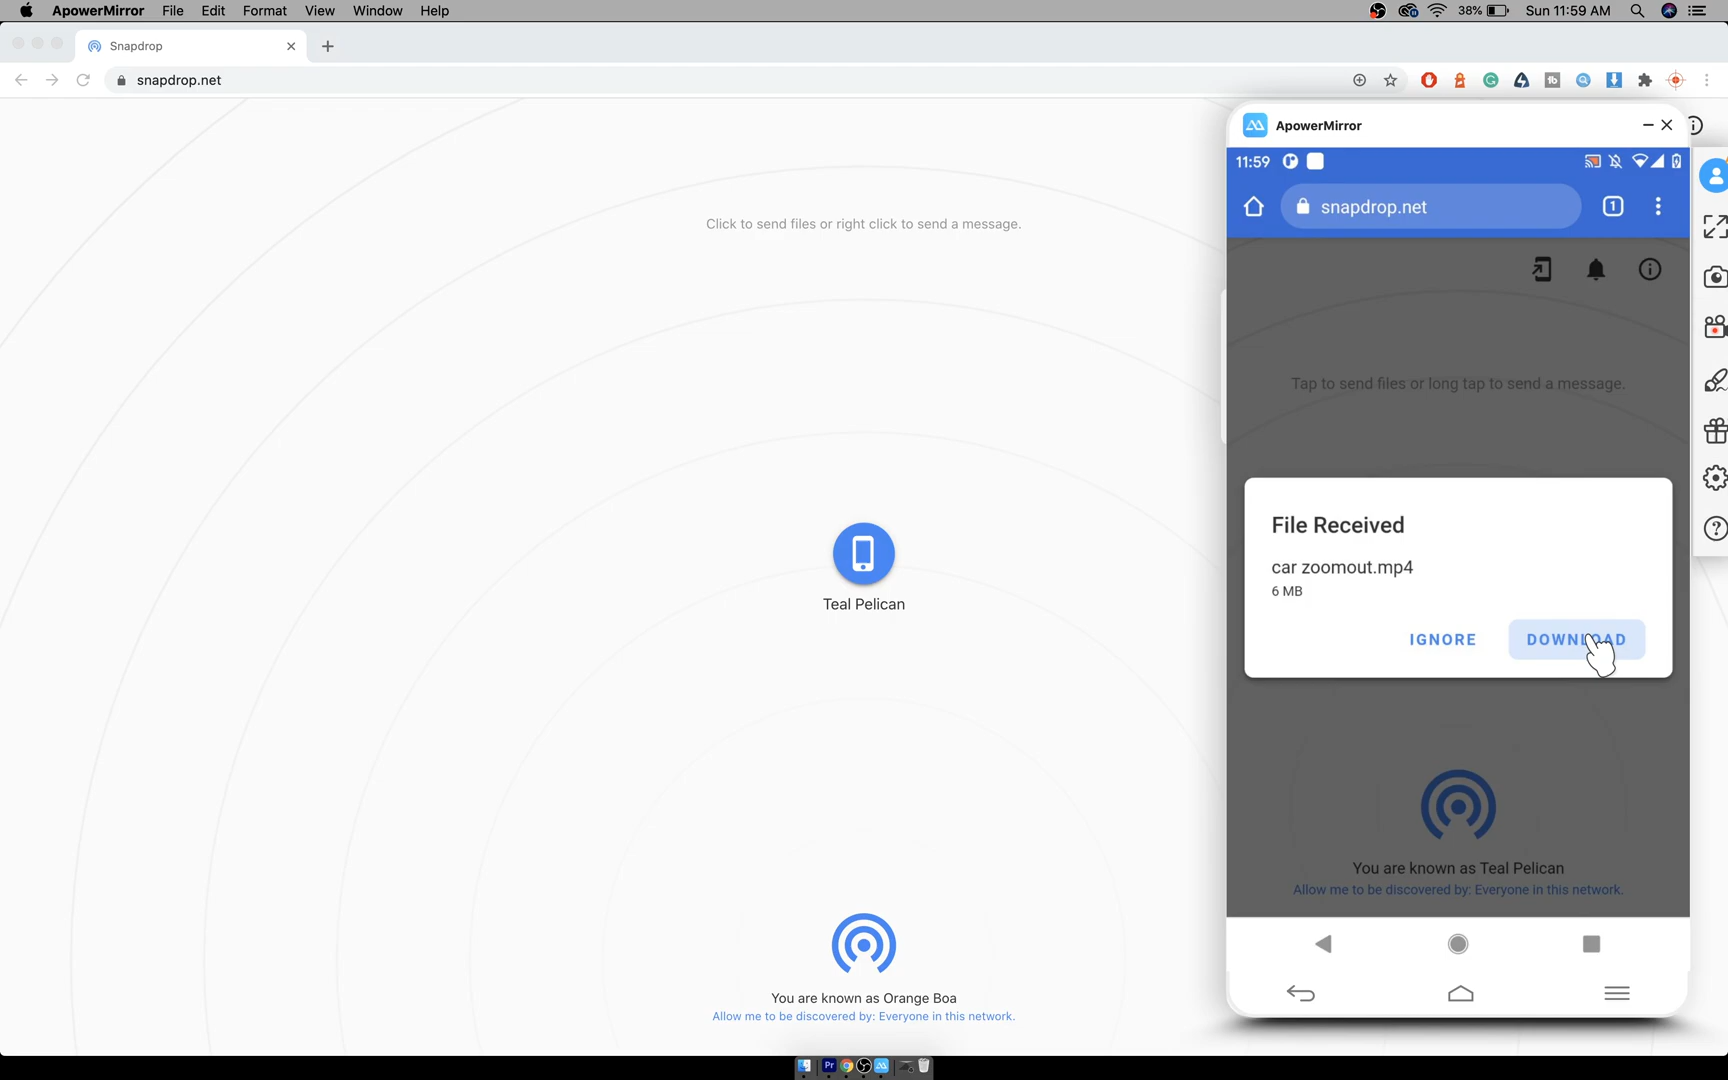 ApowerMirror File Edit Format View Window Help 38% Sun 11:59 AM
Snapdrop
snapdrop.net
Click to send files or right click to send a message.
Teal Pelican
You are known as Orange Boa
Allow me to be discovered by: Everyone in this network.
ApowerMirror
11:59
snapdrop.net 1
Tap to send files or long tap to send a message.
File Received
car zoomout.mp4
6 MB
IGNORE DOWNLOAD
You are known as Teal Pelican
Allow me to be discovered by: Everyone in this network.
Pr